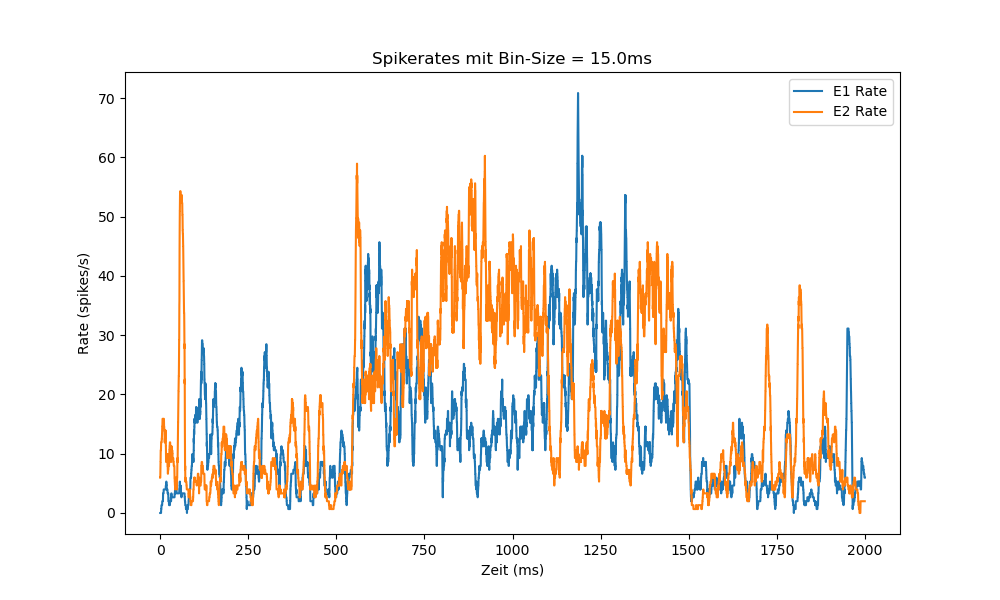 Spikerates mit Bin-Size = 15.0ms
E1 Rate
E2 Rate
70
60
50
40
30
20
10
0
Rate (spikes/s)
0 250 500 750 1000 1250 1500 1750 2000
Zeit (ms)